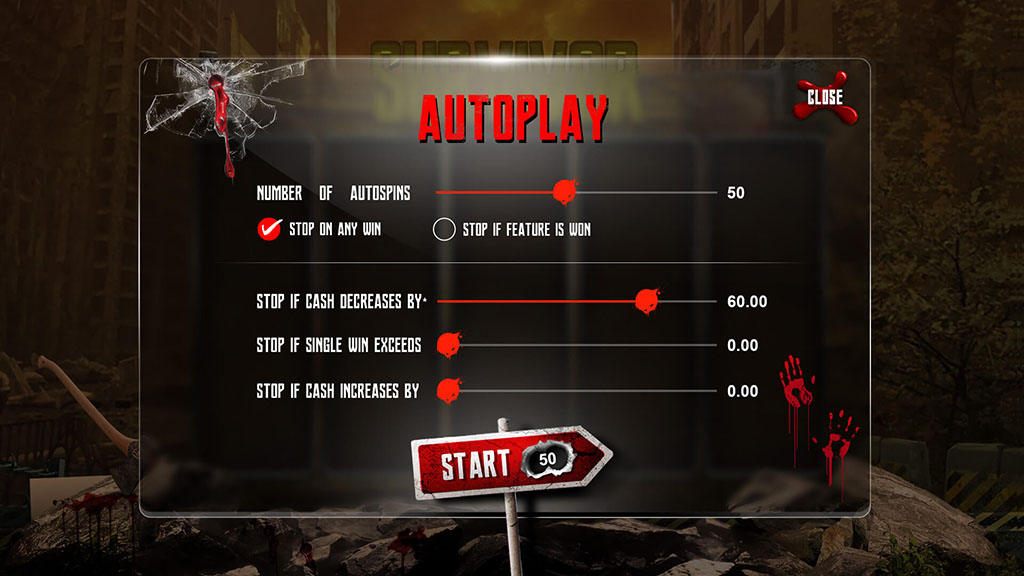 SURVIVOR
AUTOPLAY
CLOSE
NUMBER OF AUTOSPINS 50
STOP ON ANY WIN STOP IF FEATURE IS WON
STOP IF CASH DECREASES BY* 60.00
STOP IF SINGLE WIN EXCEEDS 0.00
STOP IF CASH INCREASES BY 0.00
START 50